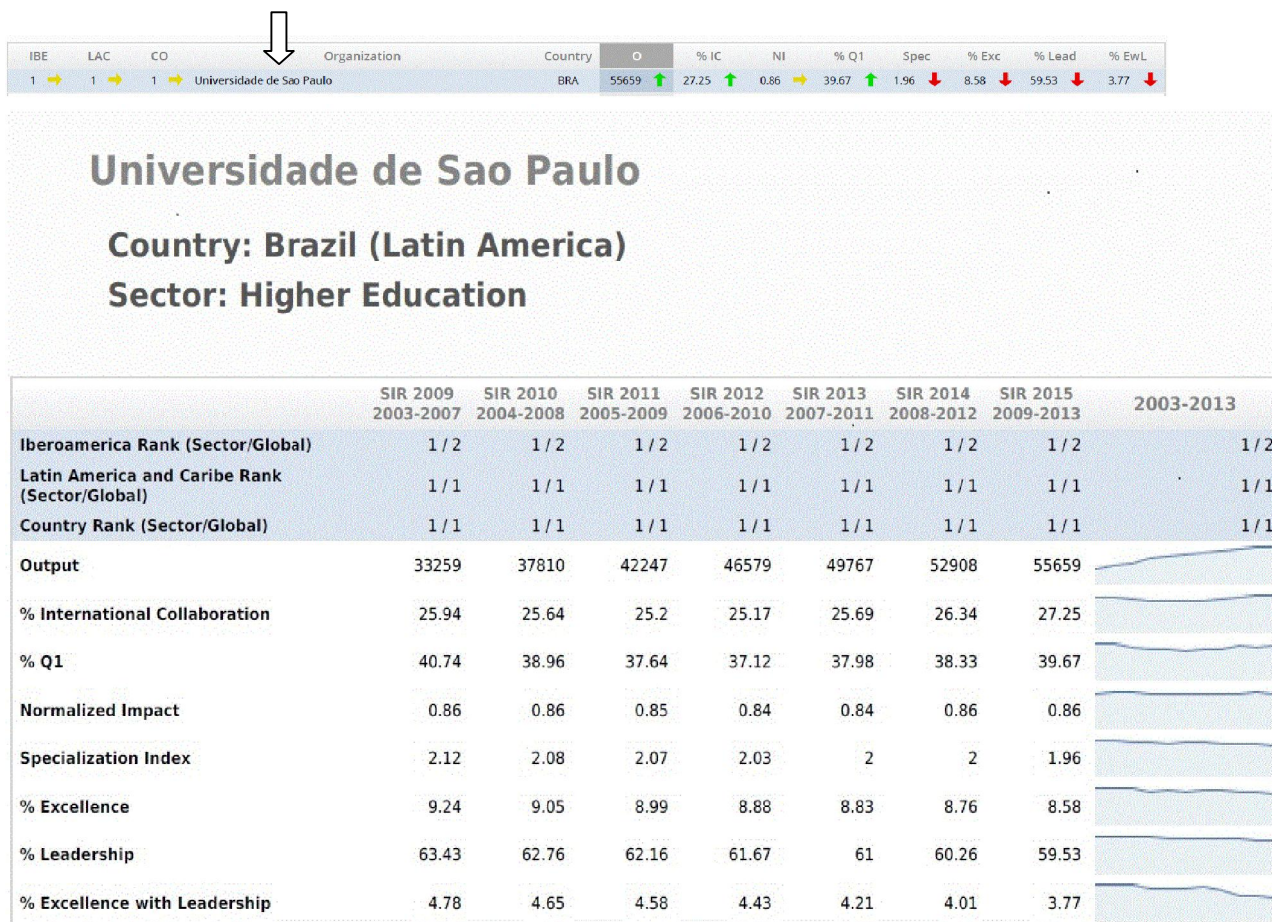 IBE LAC CO Organization Country O % IC NI % Q1 Spec % Exc % Lead % EwL
1 1 1 Universidade de Sao Paulo BRA 55659 27.25 0.86 39.67 1.96 8.58 59.53 3.77
Universidade de Sao Paulo
Country: Brazil (Latin America)
Sector: Higher Education
SIR 2009 SIR 2010 SIR 2011 SIR 2012 SIR 2013 SIR 2014 SIR 2015
2003-2007 2004-2008 2005-2009 2006-2010 2007-2011 2008-2012 2009-2013 2003-2013
Iberoamerica Rank (Sector/Global) 1 / 2 1 / 2 1 / 2 1 / 2 1 / 2 1 / 2 1 / 2 1 / 2
Latin America and Caribe Rank
(Sector/Global) 1 / 1 1 / 1 1 / 1 1 / 1 1 / 1 1 / 1 1 / 1 1 / 1
Country Rank (Sector/Global) 1 / 1 1 / 1 1 / 1 1 / 1 1 / 1 1 / 1 1 / 1 1 / 1
Output 33259 37810 42247 46579 49767 52908 55659
% International Collaboration 25.94 25.64 25.2 25.17 25.69 26.34 27.25
% Q1 40.74 38.96 37.64 37.12 37.98 38.33 39.67
Normalized Impact 0.86 0.86 0.85 0.84 0.84 0.86 0.86
Specialization Index 2.12 2.08 2.07 2.03 2 2 1.96
% Excellence 9.24 9.05 8.99 8.88 8.83 8.76 8.58
% Leadership 63.43 62.76 62.16 61.67 61 60.26 59.53
% Excellence with Leadership 4.78 4.65 4.58 4.43 4.21 4.01 3.77